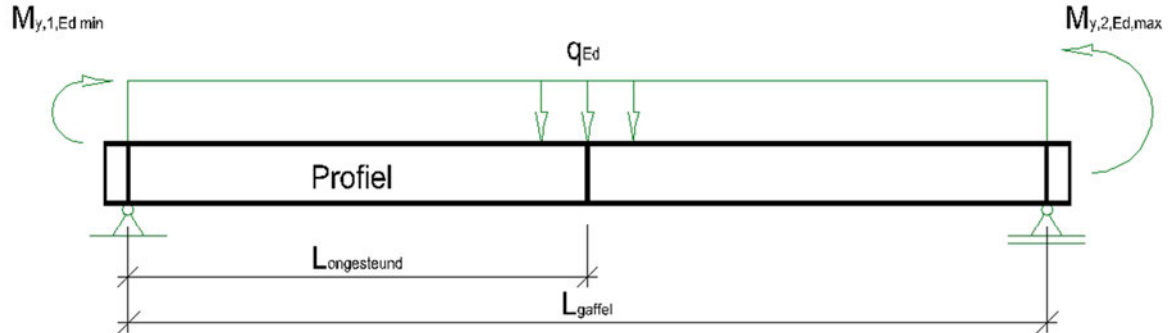 My,1,Ed min
My,2,Ed,max
qEd
Profiel
Longesteund
Lgaffel